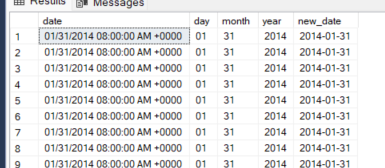 Results Messages
date day month year new_date
1 01/31/2014 08:00:00 AM +0000 01 31 2014 2014-01-31
2 01/31/2014 08:00:00 AM +0000 01 31 2014 2014-01-31
3 01/31/2014 08:00:00 AM +0000 01 31 2014 2014-01-31
4 01/31/2014 08:00:00 AM +0000 01 31 2014 2014-01-31
5 01/31/2014 08:00:00 AM +0000 01 31 2014 2014-01-31
6 01/31/2014 08:00:00 AM +0000 01 31 2014 2014-01-31
7 01/31/2014 08:00:00 AM +0000 01 31 2014 2014-01-31
8 01/31/2014 08:00:00 AM +0000 01 31 2014 2014-01-31
9 01/31/2014 08:00:00 AM +0000 01 31 2014 2014-01-31